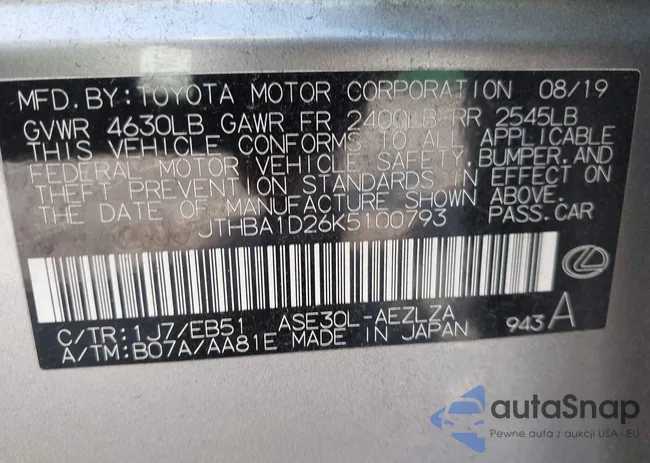 MFD. BY: TOYOTA MOTOR CORPORATION 08/19
GVWR 4630LB GAWR FR 2400LB RR 2545LB
THIS VEHICLE CONFORMS TO ALL APPLICABLE
FEDERAL MOTOR VEHICLE SAFETY, BUMPER, AND
THEFT PREVENTION STANDARDS IN EFFECT ON
THE DATE OF MANUFACTURE SHOWN ABOVE.
JTHBA1D26K5100793 PASS. CAR
C/TR: 1J7/EB51 ASE30L-AEZLZA
A/TM: B07A/AA81E MADE IN JAPAN 943 A
autaSnap
Pewne auta z aukcji USA i EU